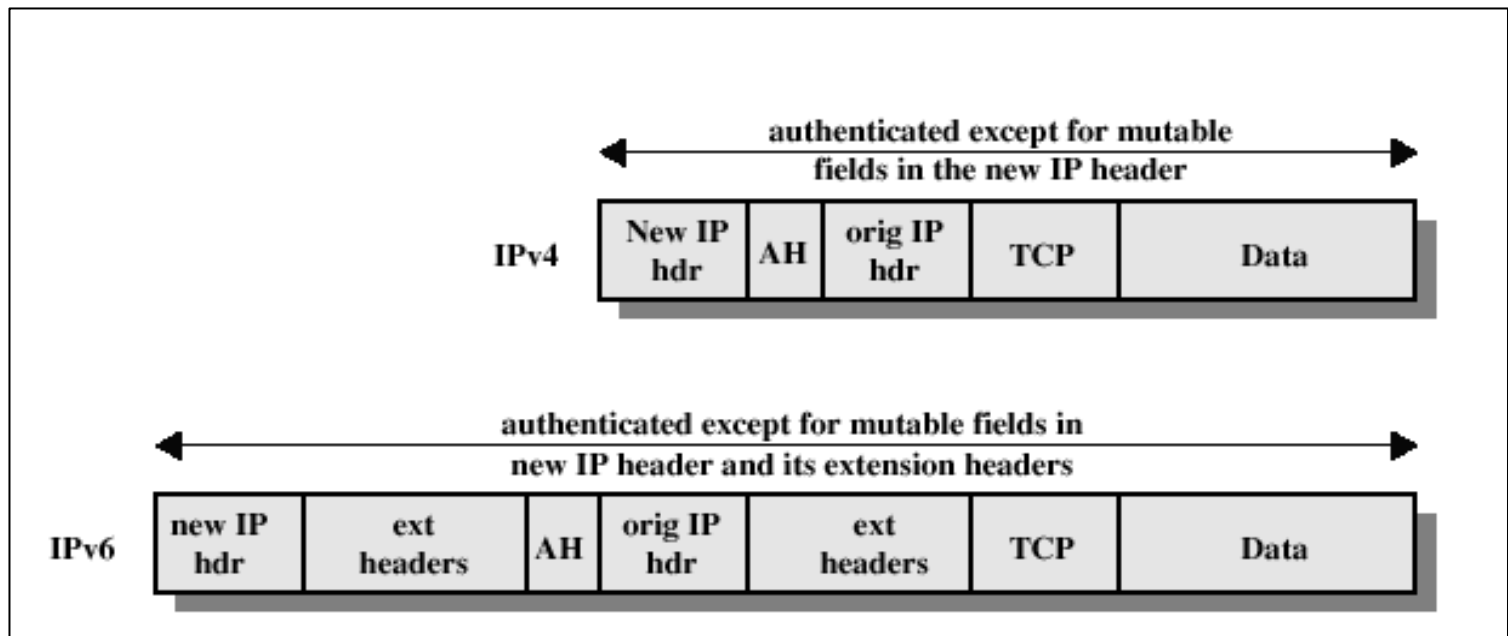 authenticated except for mutable
fields in the new IP header
IPv4
New IP
hdr
AH
orig IP
hdr
TCP
Data
authenticated except for mutable fields in
new IP header and its extension headers
IPv6
new IP
hdr
ext
headers
AH
orig IP
hdr
ext
headers
TCP
Data